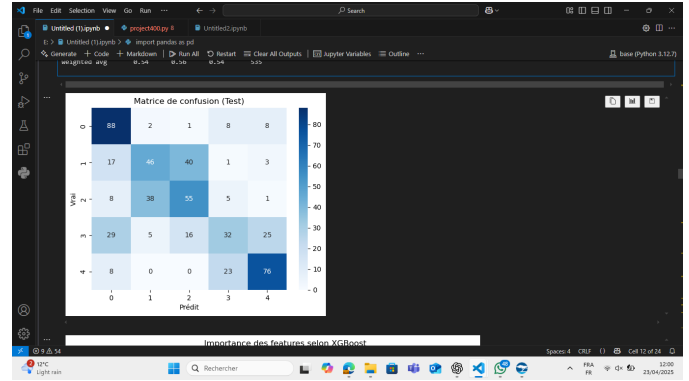 File Edit Selection View Go Run ··· Search
Untitled (1).ipynb project400.py 8 Untitled2.ipynb
E: > Untitled (1).ipynb > import pandas as pd
Generate + Code + Markdown Run All Restart Clear All Outputs Jupyter Variables Outline ··· base (Python 3.12.7)
weighted avg 0.54 0.56 0.54 535
Matrice de confusion (Test)
0 88 2 1 8 8
1 17 46 40 1 3
2 8 38 55 5 1
3 29 5 16 32 25
4 8 0 0 23 76
0 1 2 3 4
Prédit
Vrai
80
70
60
50
40
30
20
10
0
Importance des features selon XGBoost
9 54 Spaces: 4 CRLF Cell 12 of 24
12°C
Light rain
Rechercher
FRA
FR
12:00
23/04/2025